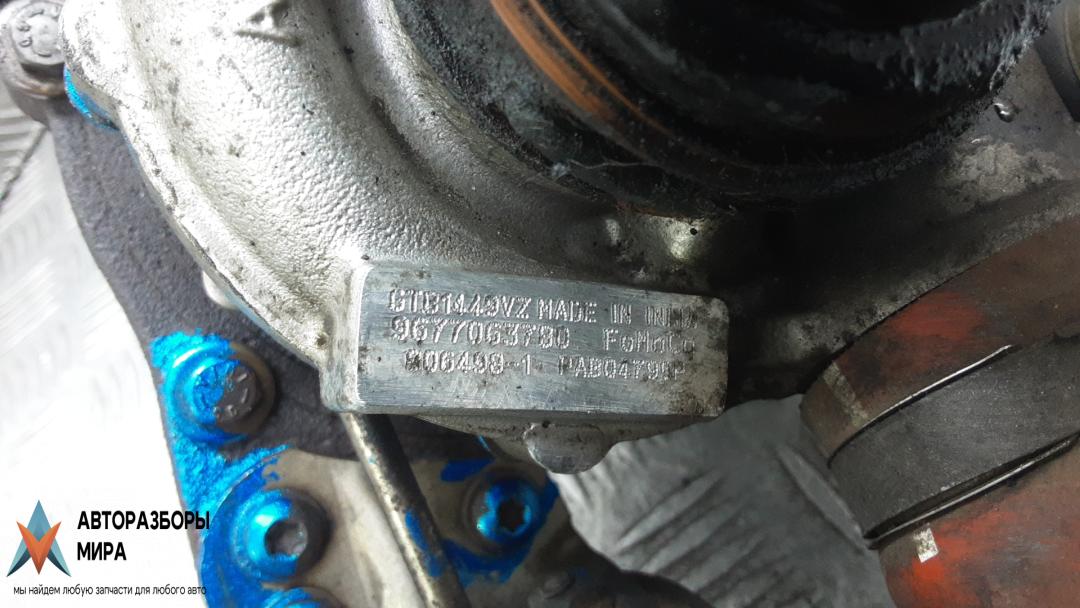 GTB1449VZ MADE IN INDIA
9677063780 FoMoCo
806498-1
АВТОРАЗБОРЫ
МИРА
мы найдем любую запчасти для любого авто